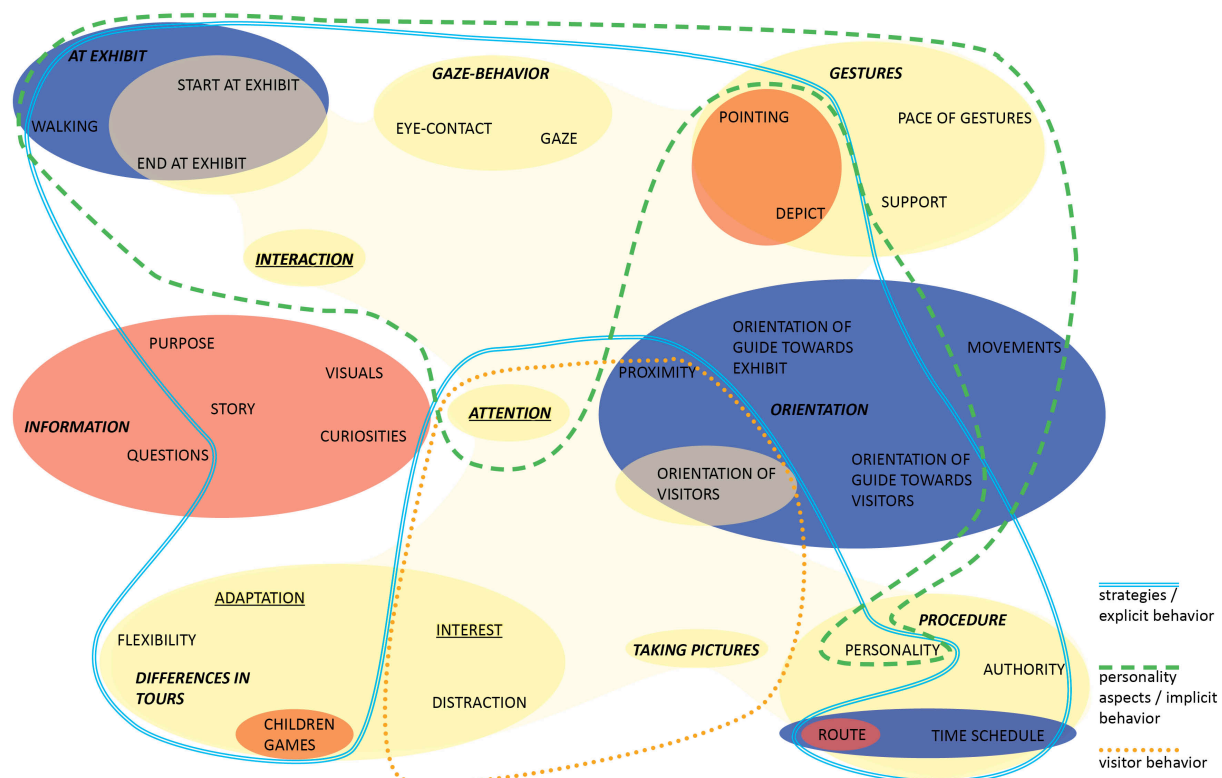 AT EXHIBIT
START AT EXHIBIT
WALKING
END AT EXHIBIT
GAZE-BEHAVIOR
EYE-CONTACT
GAZE
GESTURES
POINTING
PACE OF GESTURES
DEPICT
SUPPORT
INTERACTION
PURPOSE
VISUALS
STORY
INFORMATION
CURIOSITIES
QUESTIONS
ATTENTION
ORIENTATION OF
GUIDE TOWARDS
EXHIBIT
MOVEMENTS
PROXIMITY
ORIENTATION
ORIENTATION OF
VISITORS
ORIENTATION OF
GUIDE TOWARDS
VISITORS
ADAPTATION
FLEXIBILITY
INTEREST
DIFFERENCES IN
TOURS
DISTRACTION
CHILDREN
GAMES
TAKING PICTURES
PROCEDURE
PERSONALITY
AUTHORITY
ROUTE
TIME SCHEDULE
strategies /
explicit behavior
personality
aspects / implicit
behavior
visitor behavior